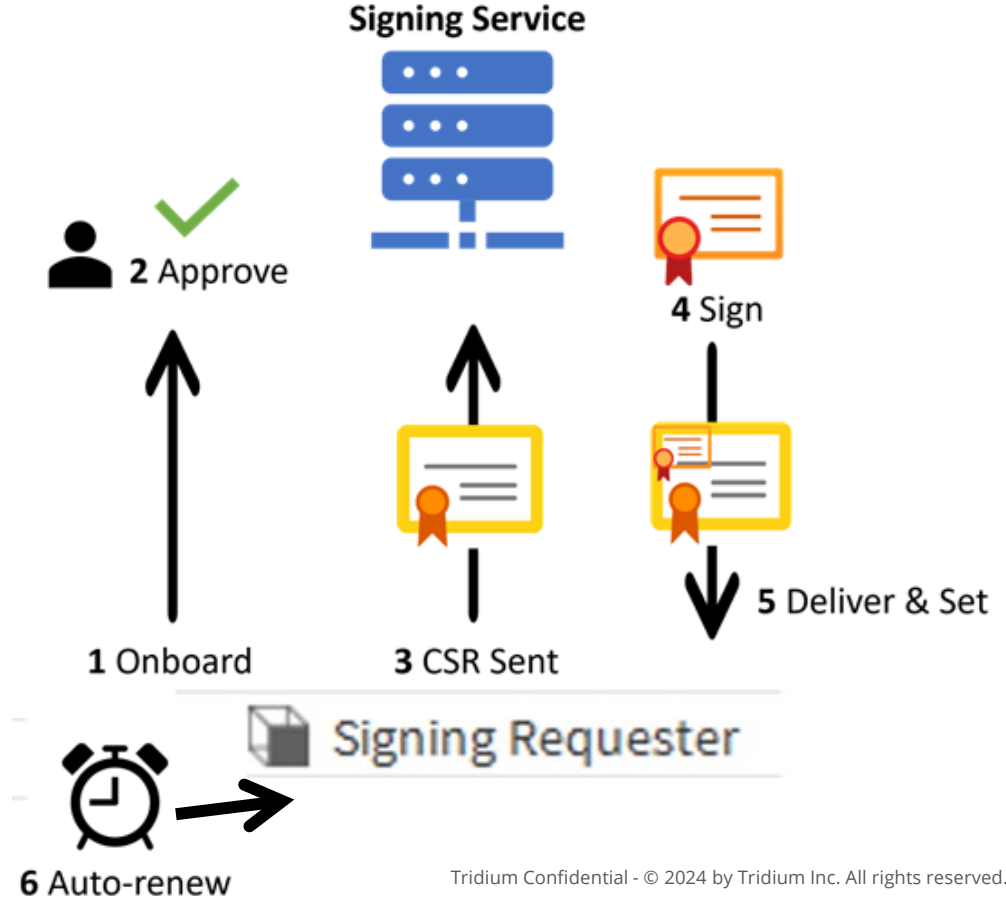 Signing Service
2 Approve
4 Sign
5 Deliver & Set
1 Onboard
3 CSR Sent
Signing Requester
6 Auto-renew
Tridium Confidential - © 2024 by Tridium Inc. All rights reserved.